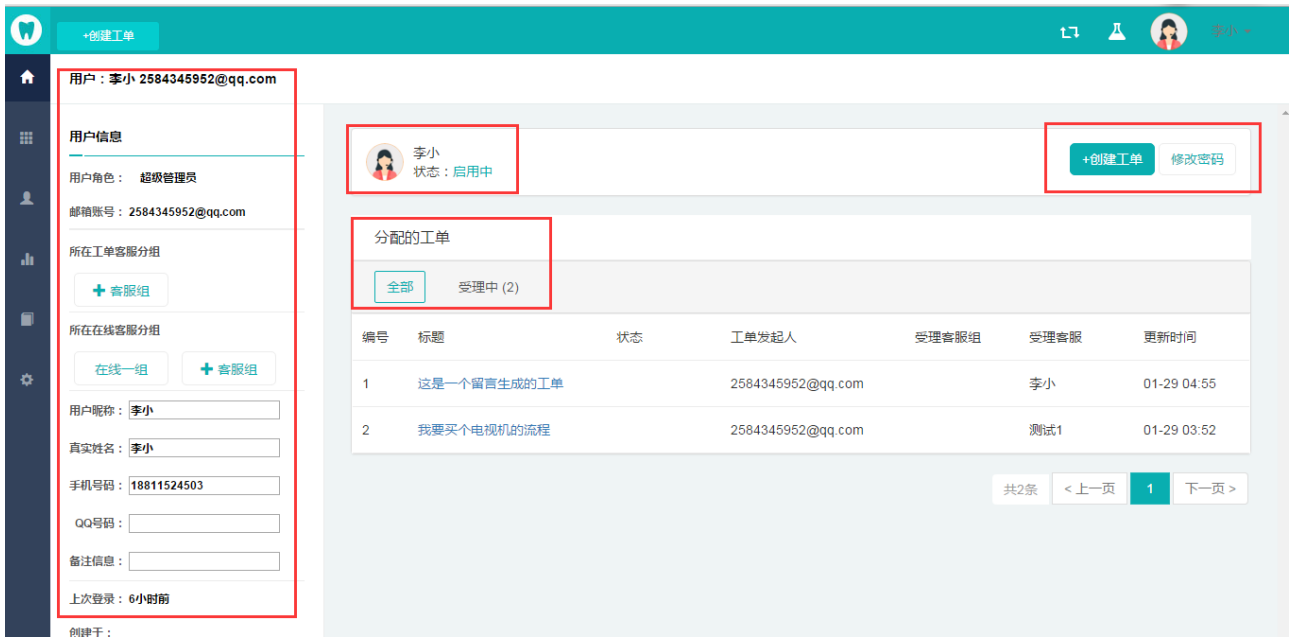 +创建工单
李小
用户：李小 2584345952@qq.com
用户信息
用户角色： 超级管理员
邮箱账号：2584345952@qq.com
所在工单客服分组
客服组
所在在线客服分组
在线一组 客服组
用户昵称：李小
真实姓名：李小
手机号码：18811524503
QQ号码：
备注信息：
上次登录：6小时前
创建于：
李小
状态：启用中
+创建工单 修改密码
分配的工单
全部 受理中 (2)
编号 标题 状态 工单发起人 受理客服组 受理客服 更新时间
1 这是一个留言生成的工单 2584345952@qq.com 李小 01-29 04:55
2 我要买个电视机的流程 2584345952@qq.com 测试1 01-29 03:52
共2条 <上一页 1 下一页>